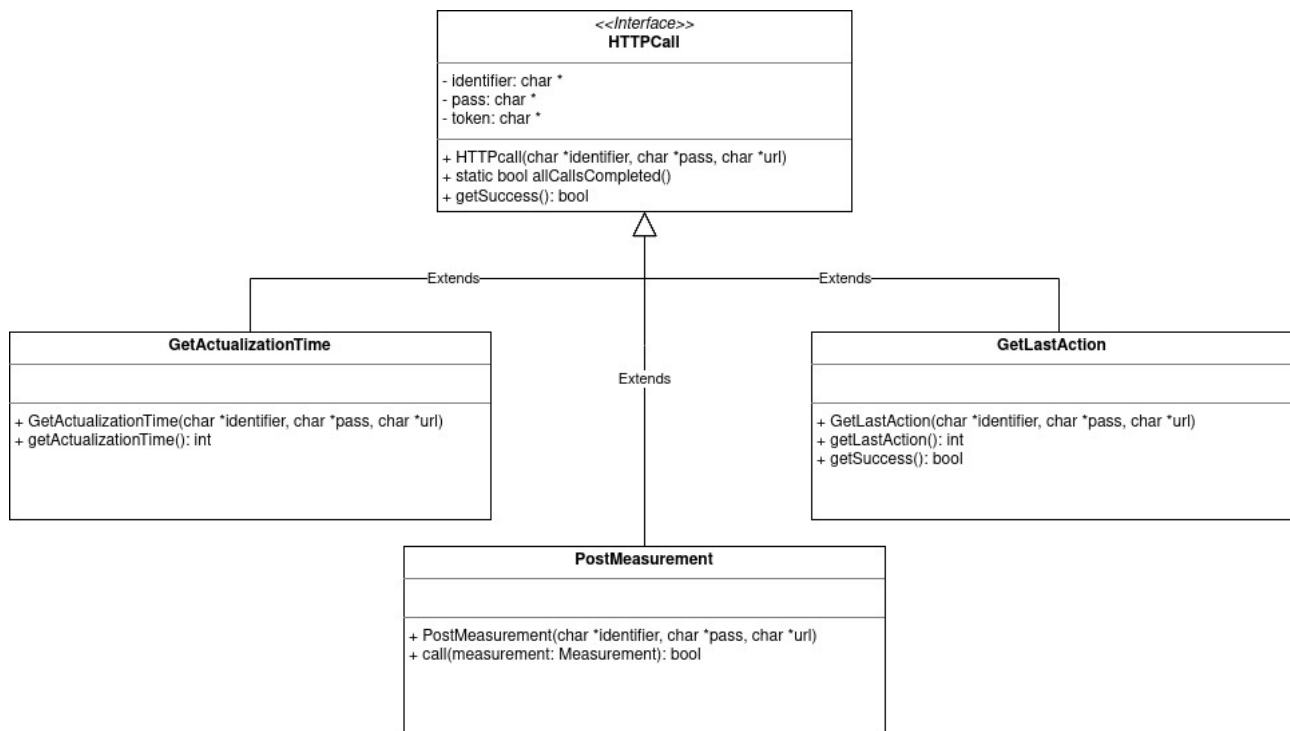 <<Interface>>
HTTPCall
- identifier: char *
- pass: char *
- token: char *
+ HTTPcall(char *identifier, char *pass, char *url)
+ static bool allCallsCompleted()
+ getSuccess(): bool
Extends
Extends
GetActualizationTime
+ GetActualizationTime(char *identifier, char *pass, char *url)
+ getActualizationTime(): int
Extends
GetLastAction
+ GetLastAction(char *identifier, char *pass, char *url)
+ getLastAction(): int
+ getSuccess(): bool
PostMeasurement
+ PostMeasurement(char *identifier, char *pass, char *url)
+ call(measurement: Measurement): bool